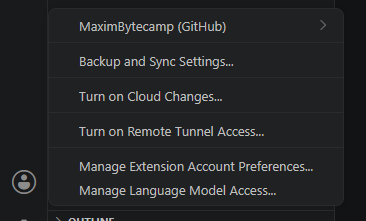 MaximBytecamp (GitHub)
Backup and Sync Settings...
Turn on Cloud Changes...
Turn on Remote Tunnel Access...
Manage Extension Account Preferences...
Manage Language Model Access...
OUTLINE